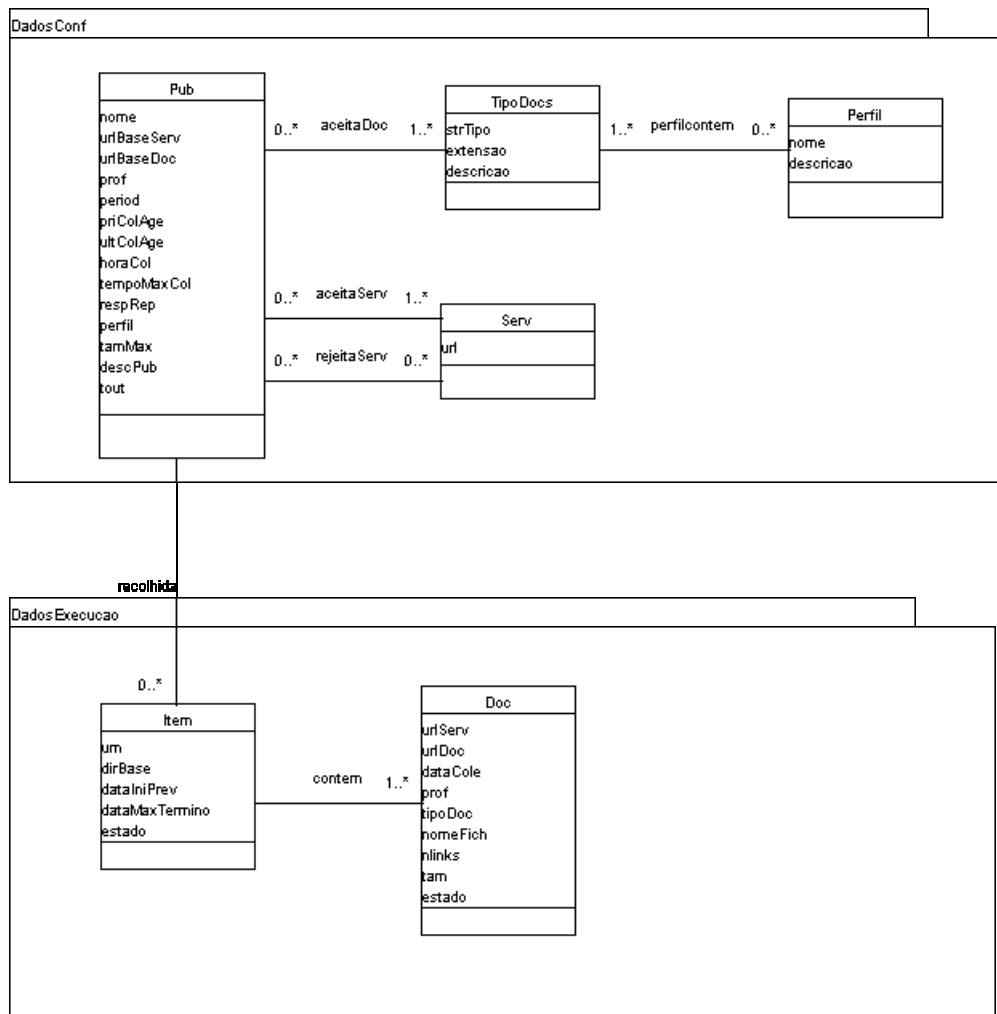 DadosConf
Pub
nome
urlBaseServ
urlBaseDoc
prof
period
priColAge
ultColAge
horaCol
tempoMaxCol
respRep
perfil
tamMax
descPub
tout
0..* aceitaDoc 1..*
TipoDocs
strTipo
extensao
descricao
1..* perfilcontem 0..*
Perfil
nome
descricao
0..* aceitaServ 1..*
0..* rejeitaServ 0..*
Serv
url
recolhida
DadosExecucao
0..*
Item
urn
dirBase
dataIniPrev
dataMaxTermino
estado
contem 1..*
Doc
urlServ
urlDoc
dataCole
prof
tipoDoc
nomeFich
nlinks
tam
estado